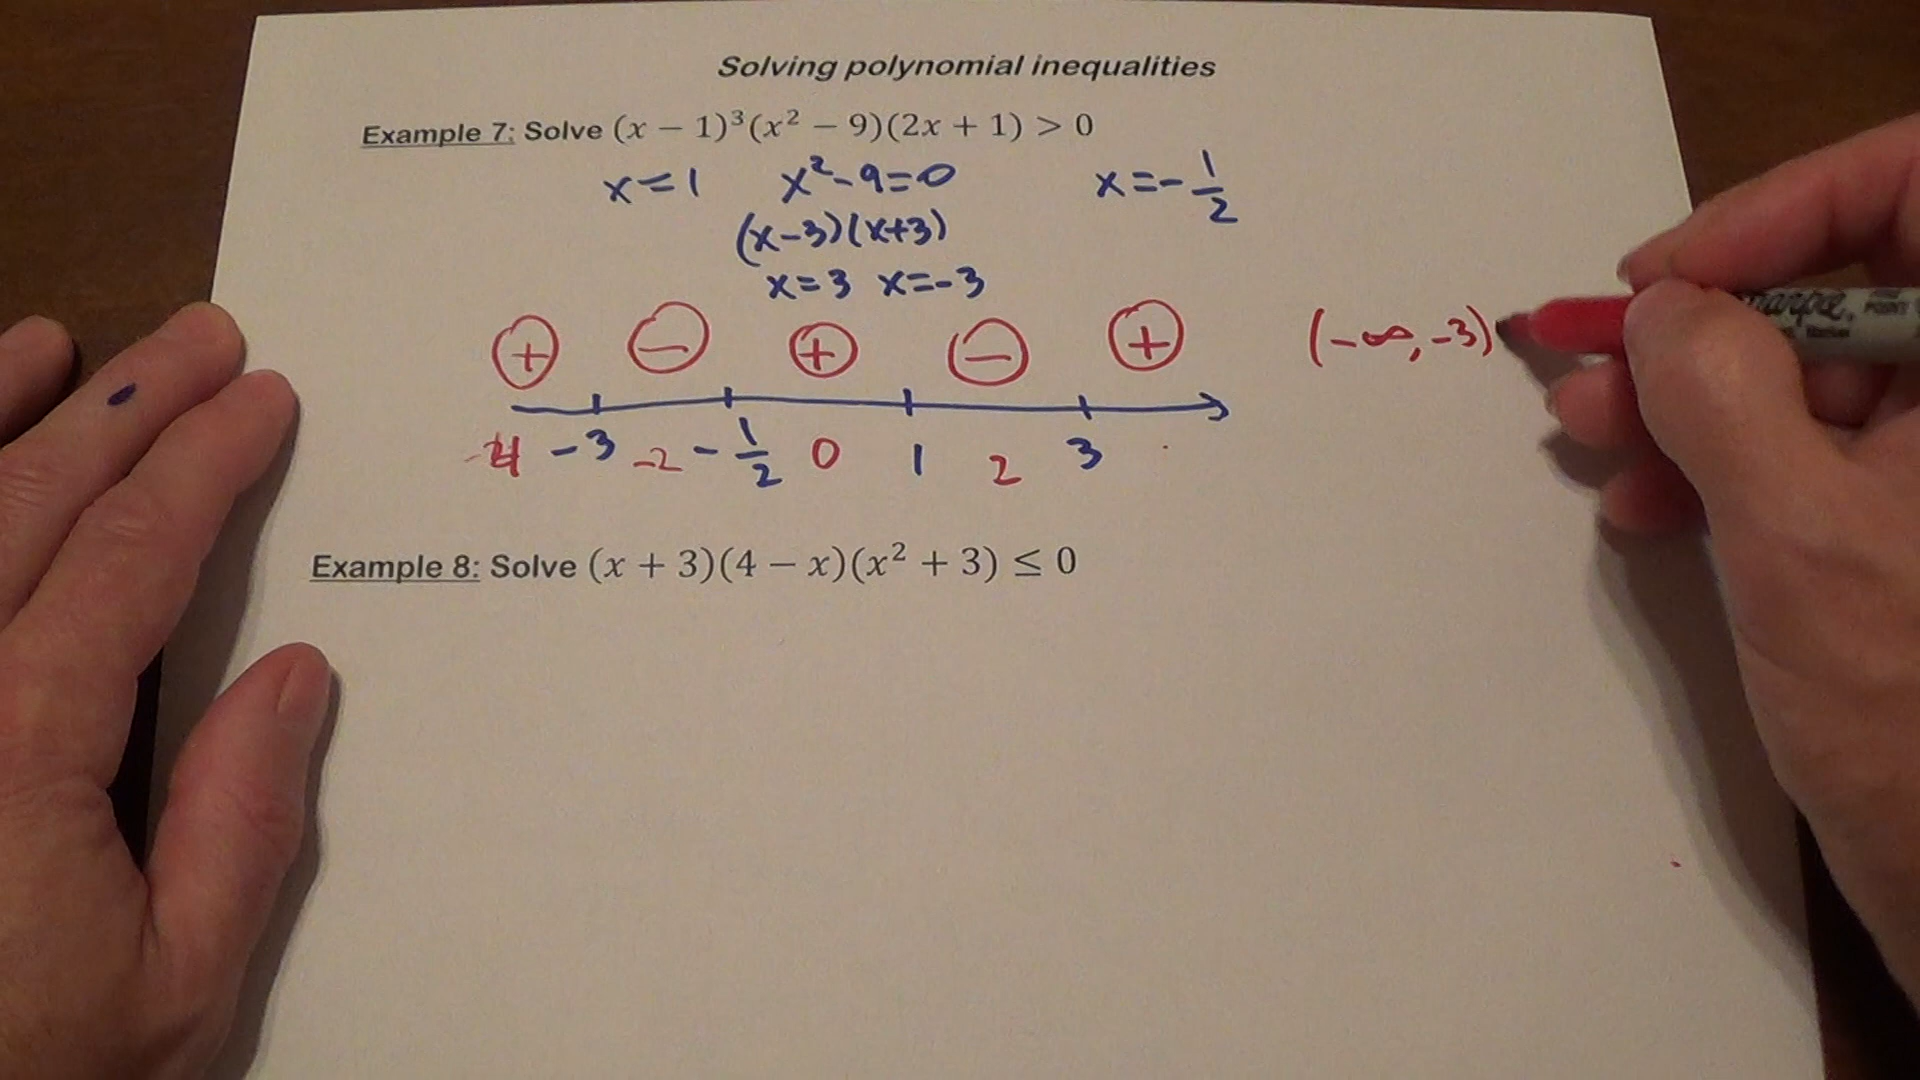 Solving polynomial inequalities
Example 7: Solve (x − 1)³(x² − 9)(2x + 1) > 0
x = 1 x² - 9 = 0 x = - 1/2
(x-3)(x+3)
x = 3 x = -3
+ − + − + (-∞, -3)
-4 -3 -2 - 1/2 0 1 2 3
Example 8: Solve (x + 3)(4 − x)(x² + 3) ≤ 0